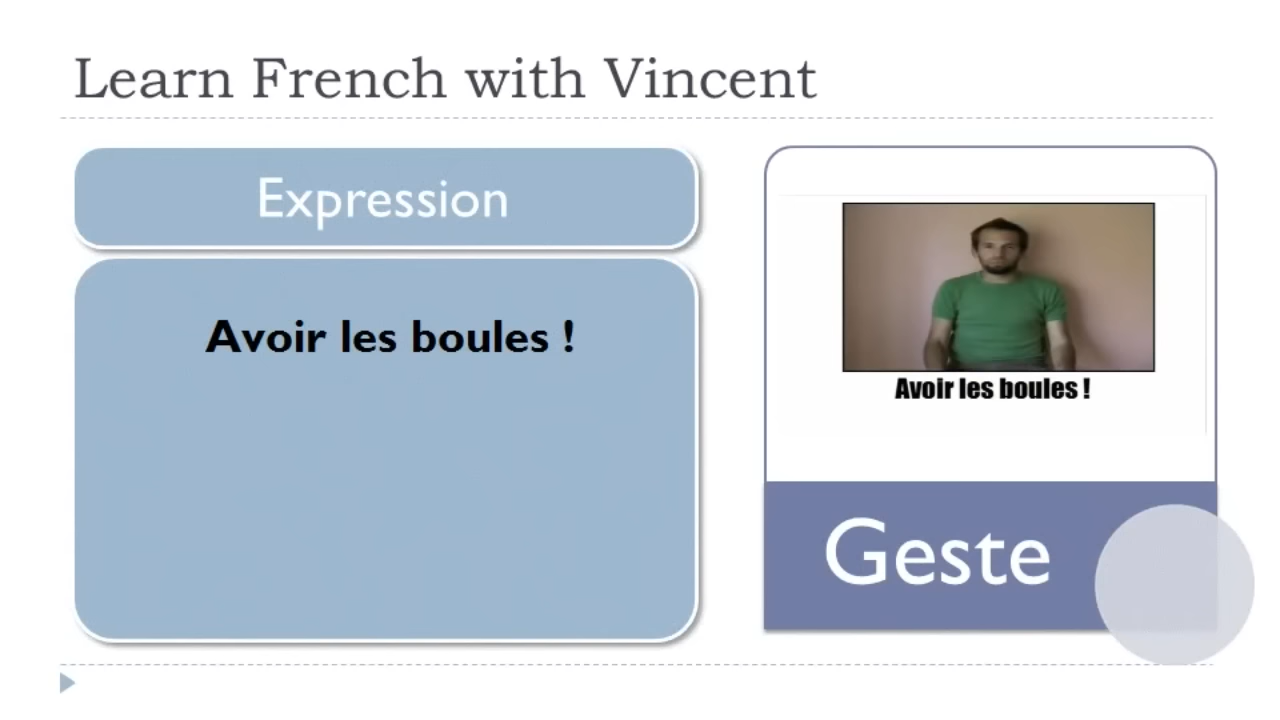 Learn French with Vincent
Expression
Avoir les boules !
Avoir les boules !
Geste